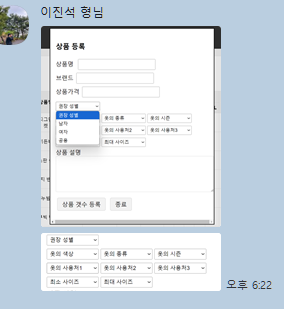 이진석 형님
상품 등록
상품명
브랜드
상품가격
권장 성별
권장 성별
남자
여자
공용
옷의 종류 옷의 시즌
옷의 사용처2 옷의 사용처3
최대 사이즈
상품 설명
상품 갯수 등록 종료
권장 성별
옷의 색상 옷의 종류 옷의 시즌
옷의 사용처1 옷의 사용처2 옷의 사용처3
최소 사이즈 최대 사이즈
오후 6:22